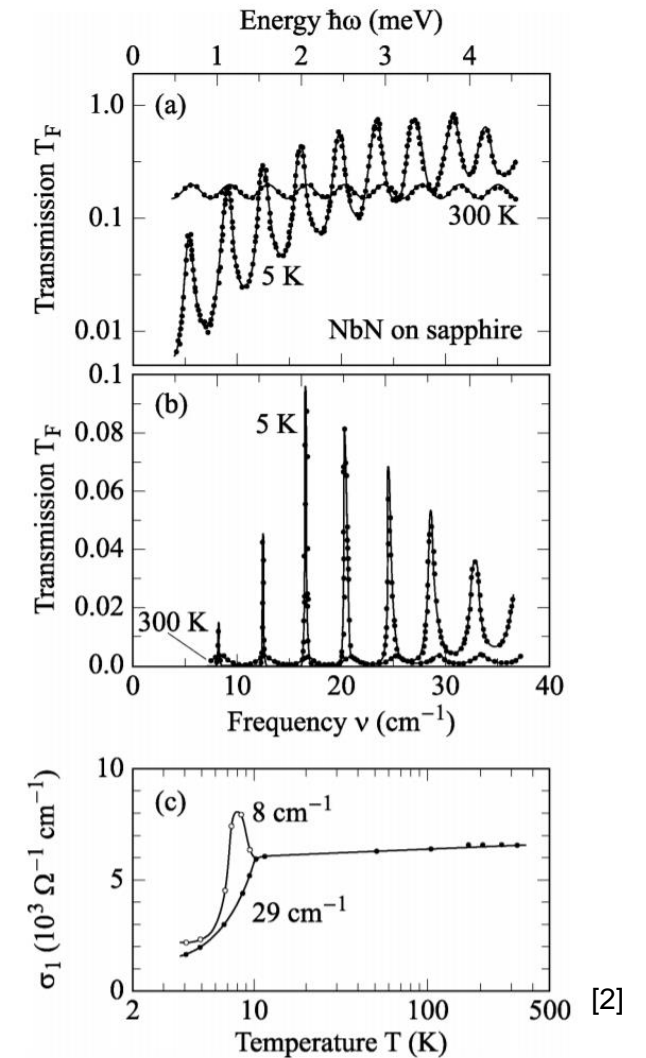 Energy ħω (meV)
0 1 2 3 4
(a)
1.0
0.1
0.01
Transmission T_F
300 K
5 K
NbN on sapphire
0.1
(b)
5 K
0.08
0.06
0.04
0.02
0.0
Transmission T_F
300 K
0 10 20 30 40
Frequency ν (cm⁻¹)
10
(c)
8 cm⁻¹
5
29 cm⁻¹
0
σ₁ (10³ Ω⁻¹ cm⁻¹)
2 10 100 500
Temperature T (K)
[2]